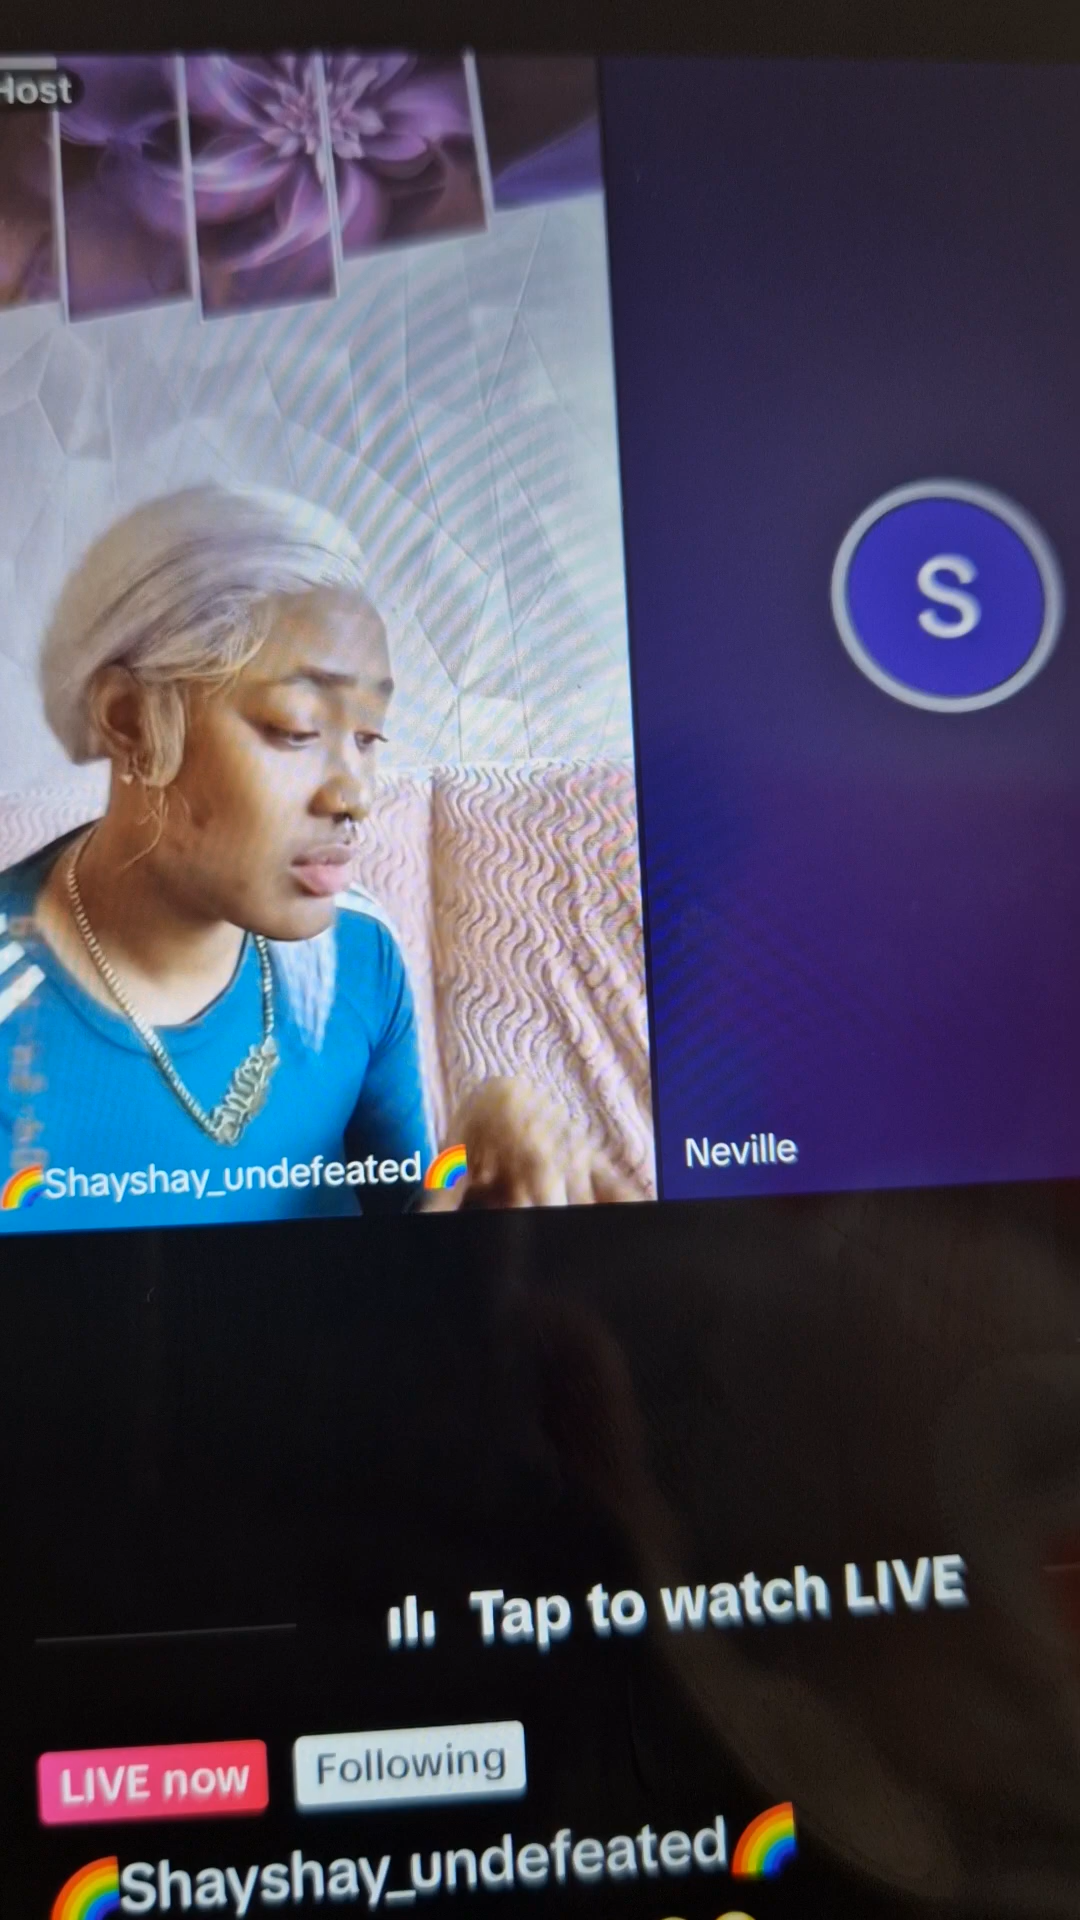 Host
S
🌈Shayshay_undefeated🌈
Neville
Tap to watch LIVE
LIVE now
Following
🌈Shayshay_undefeated🌈